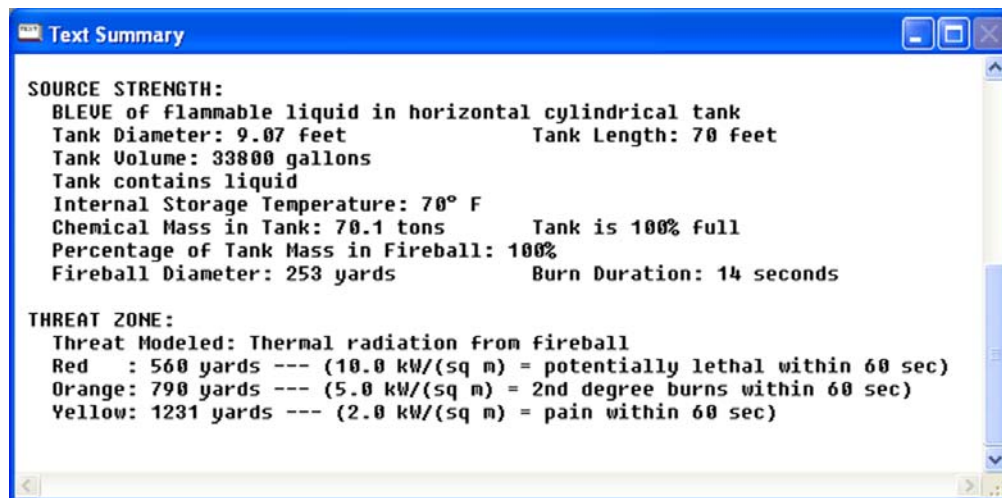 Text Summary
SOURCE STRENGTH:
BLEVE of flammable liquid in horizontal cylindrical tank
Tank Diameter: 9.07 feet Tank Length: 70 feet
Tank Volume: 33800 gallons
Tank contains liquid
Internal Storage Temperature: 70° F
Chemical Mass in Tank: 70.1 tons Tank is 100% full
Percentage of Tank Mass in Fireball: 100%
Fireball Diameter: 253 yards Burn Duration: 14 seconds
THREAT ZONE:
Threat Modeled: Thermal radiation from fireball
Red : 560 yards --- (10.0 kW/(sq m) = potentially lethal within 60 sec)
Orange: 790 yards --- (5.0 kW/(sq m) = 2nd degree burns within 60 sec)
Yellow: 1231 yards --- (2.0 kW/(sq m) = pain within 60 sec)